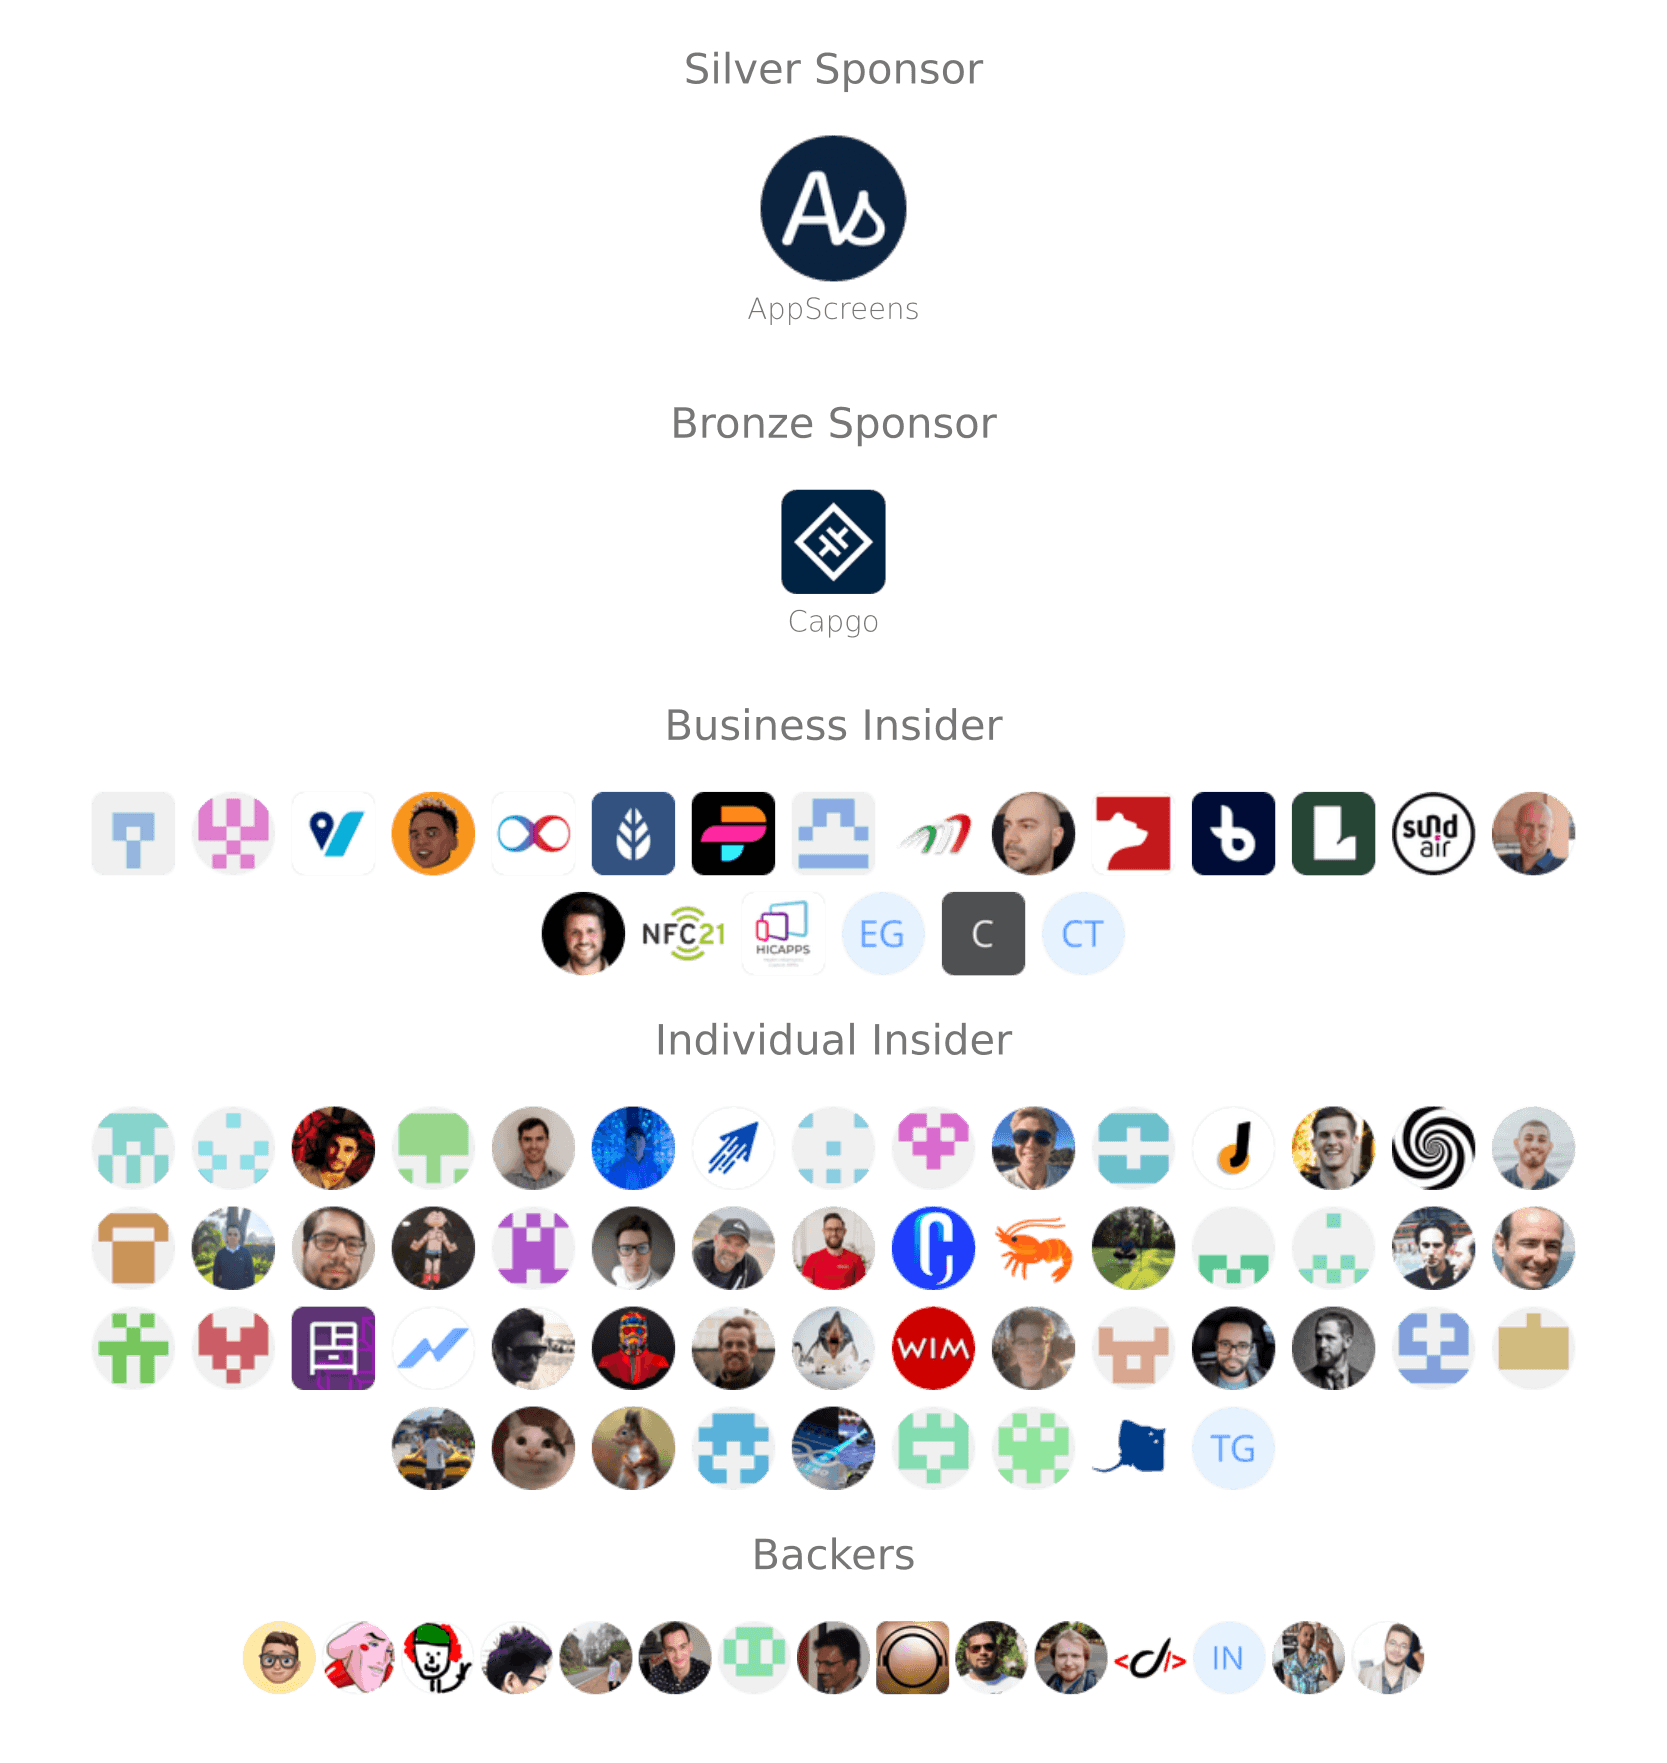 Silver Sponsor
As
AppScreens
Bronze Sponsor
Capgo
Business Insider
sund
air
NFC21
HICAPPS
EG
C
CT
Individual Insider
WIM
TG
Backers
IN